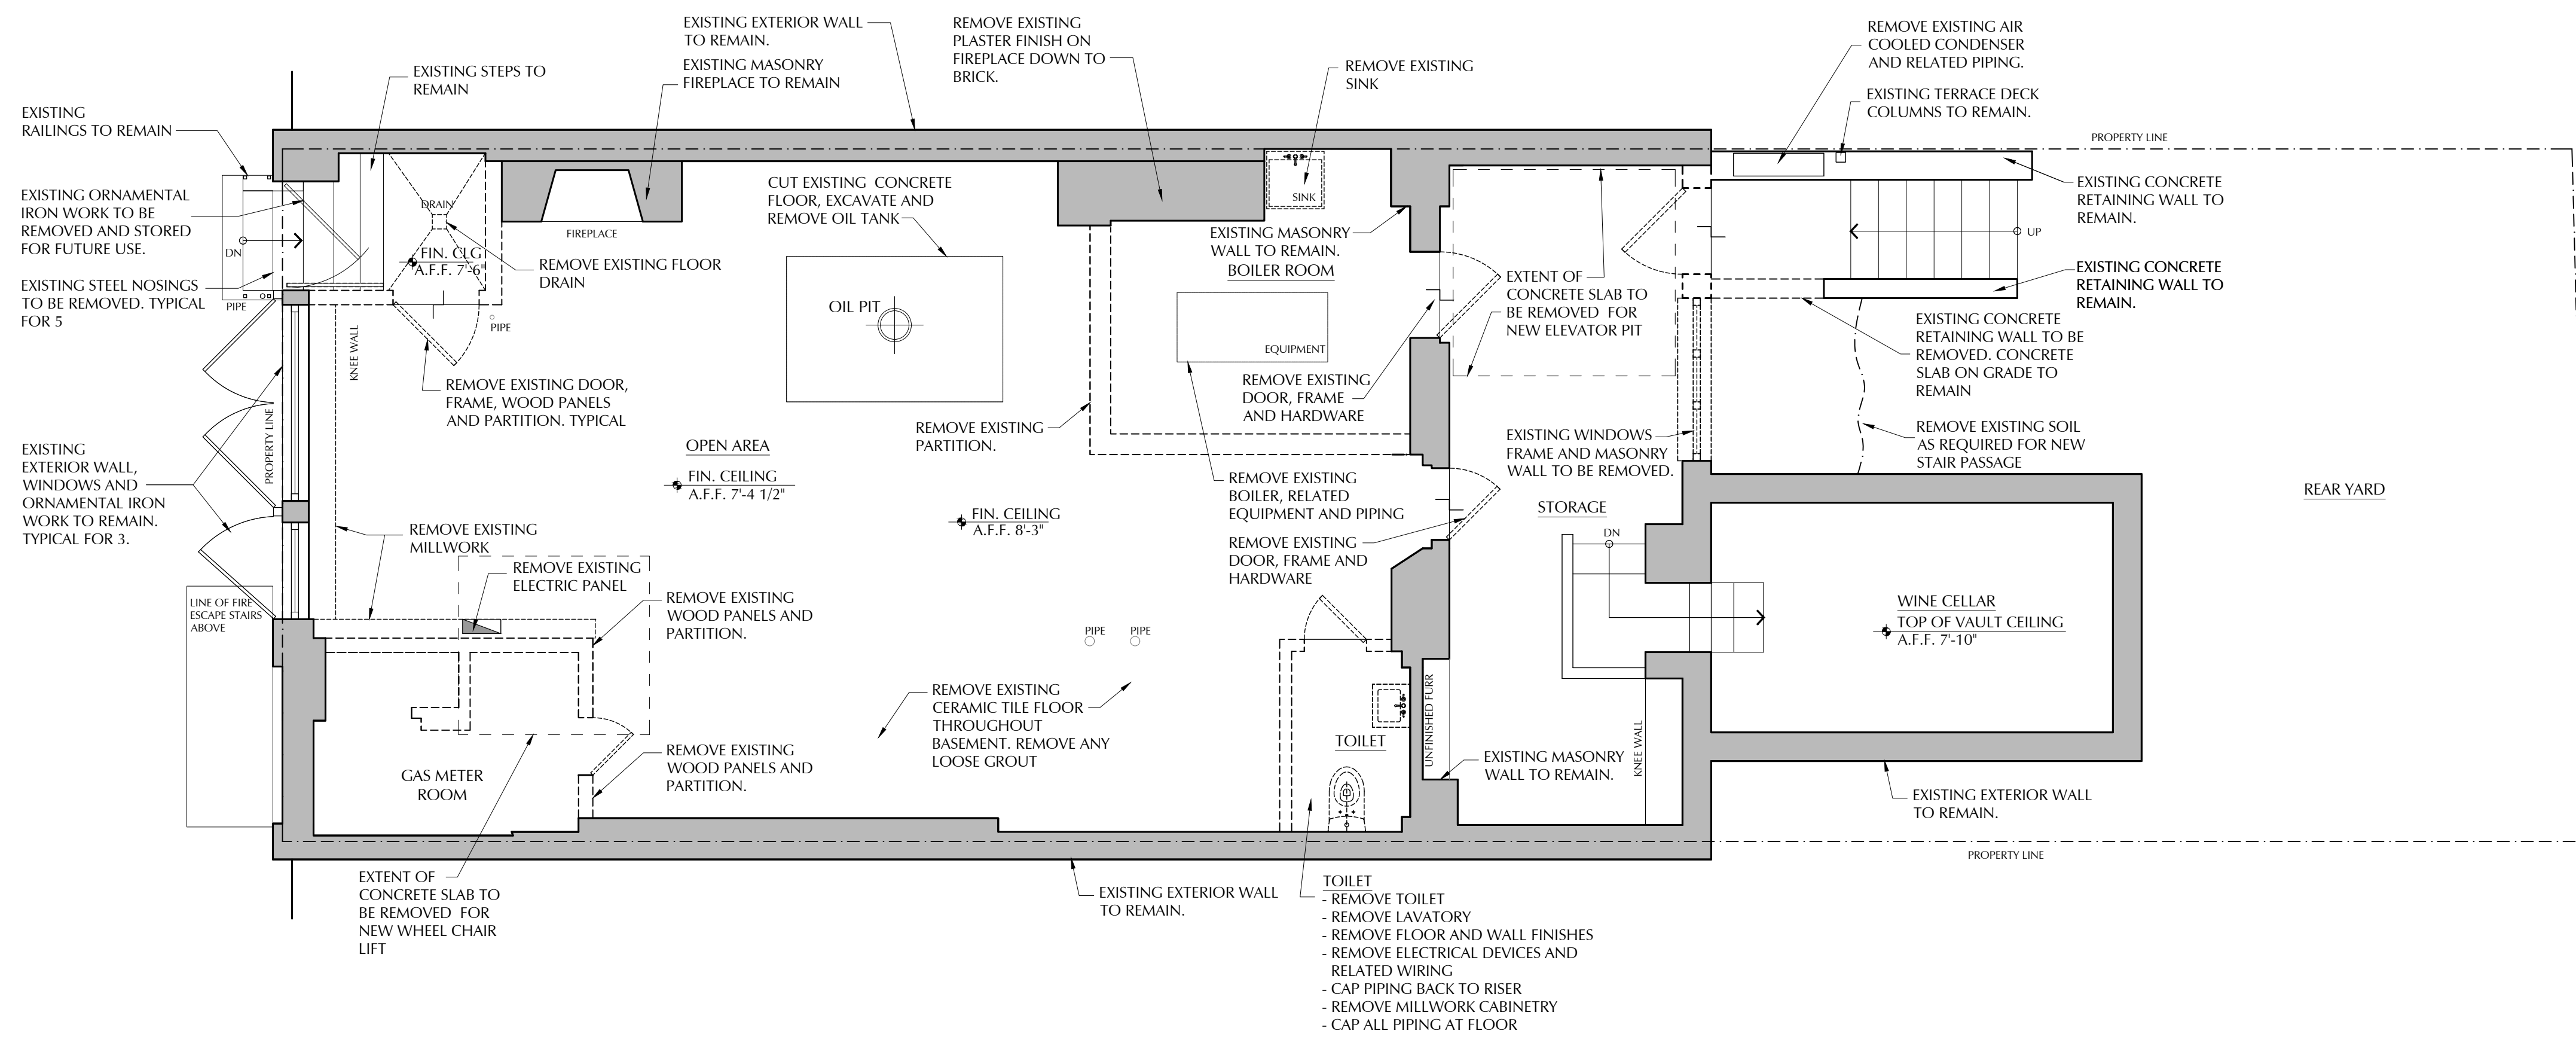 EXISTING EXTERIOR WALL
TO REMAIN.
REMOVE EXISTING
PLASTER FINISH ON
FIREPLACE DOWN TO
BRICK.
REMOVE EXISTING AIR
COOLED CONDENSER
AND RELATED PIPING.
EXISTING STEPS TO
REMAIN
EXISTING MASONRY
FIREPLACE TO REMAIN
REMOVE EXISTING
SINK
EXISTING TERRACE DECK
COLUMNS TO REMAIN.
EXISTING
RAILINGS TO REMAIN
PROPERTY LINE
EXISTING ORNAMENTAL
IRON WORK TO BE
REMOVED AND STORED
FOR FUTURE USE.
DN
EXISTING STEEL NOSINGS
TO BE REMOVED. TYPICAL
FOR 5
PIPE
DRAIN
FIN. CLG
A.F.F. 7'-6"
REMOVE EXISTING FLOOR
DRAIN
FIREPLACE
CUT EXISTING CONCRETE
FLOOR, EXCAVATE AND
REMOVE OIL TANK
OIL PIT
SINK
EXISTING MASONRY
WALL TO REMAIN.
BOILER ROOM
EQUIPMENT
EXTENT OF
CONCRETE SLAB TO
BE REMOVED FOR
NEW ELEVATOR PIT
EXISTING CONCRETE
RETAINING WALL TO
REMAIN.
UP
EXISTING CONCRETE
RETAINING WALL TO
REMAIN.
EXISTING CONCRETE
RETAINING WALL TO BE
REMOVED. CONCRETE
SLAB ON GRADE TO
REMAIN
PIPE
KNEE WALL
REMOVE EXISTING DOOR,
FRAME, WOOD PANELS
AND PARTITION. TYPICAL
REMOVE EXISTING
DOOR, FRAME
AND HARDWARE
REMOVE EXISTING
PARTITION.
PROPERTY LINE
EXISTING
EXTERIOR WALL,
WINDOWS AND
ORNAMENTAL IRON
WORK TO REMAIN.
TYPICAL FOR 3.
OPEN AREA
FIN. CEILING
A.F.F. 7'-4 1/2"
FIN. CEILING
A.F.F. 8'-3"
EXISTING WINDOWS
FRAME AND MASONRY
WALL TO BE REMOVED.
REMOVE EXISTING SOIL
AS REQUIRED FOR NEW
STAIR PASSAGE
REMOVE EXISTING
BOILER, RELATED
EQUIPMENT AND PIPING
STORAGE
REAR YARD
REMOVE EXISTING
MILLWORK
REMOVE EXISTING
DOOR, FRAME AND
HARDWARE
DN
REMOVE EXISTING
ELECTRIC PANEL
LINE OF FIRE
ESCAPE STAIRS
ABOVE
REMOVE EXISTING
WOOD PANELS AND
PARTITION.
WINE CELLAR
TOP OF VAULT CEILING
A.F.F. 7'-10"
PIPE
PIPE
REMOVE EXISTING
CERAMIC TILE FLOOR
THROUGHOUT
BASEMENT. REMOVE ANY
LOOSE GROUT
UNFINISHED FURR
TOILET
KNEE WALL
EXISTING MASONRY
WALL TO REMAIN.
GAS METER
ROOM
REMOVE EXISTING
WOOD PANELS AND
PARTITION.
EXISTING EXTERIOR WALL
TO REMAIN.
PROPERTY LINE
EXTENT OF
CONCRETE SLAB TO
BE REMOVED FOR
NEW WHEEL CHAIR
LIFT
EXISTING EXTERIOR WALL
TO REMAIN.
TOILET
- REMOVE TOILET
- REMOVE LAVATORY
- REMOVE FLOOR AND WALL FINISHES
- REMOVE ELECTRICAL DEVICES AND
RELATED WIRING
- CAP PIPING BACK TO RISER
- REMOVE MILLWORK CABINETRY
- CAP ALL PIPING AT FLOOR